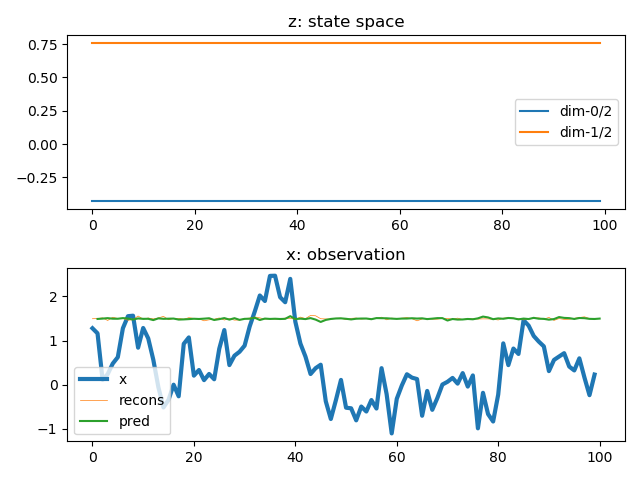 z: state space
0.75
0.50
0.25
0.00
−0.25
dim-0/2
dim-1/2
0 20 40 60 80 100
x: observation
2
1
0
−1
x
recons
pred
0 20 40 60 80 100